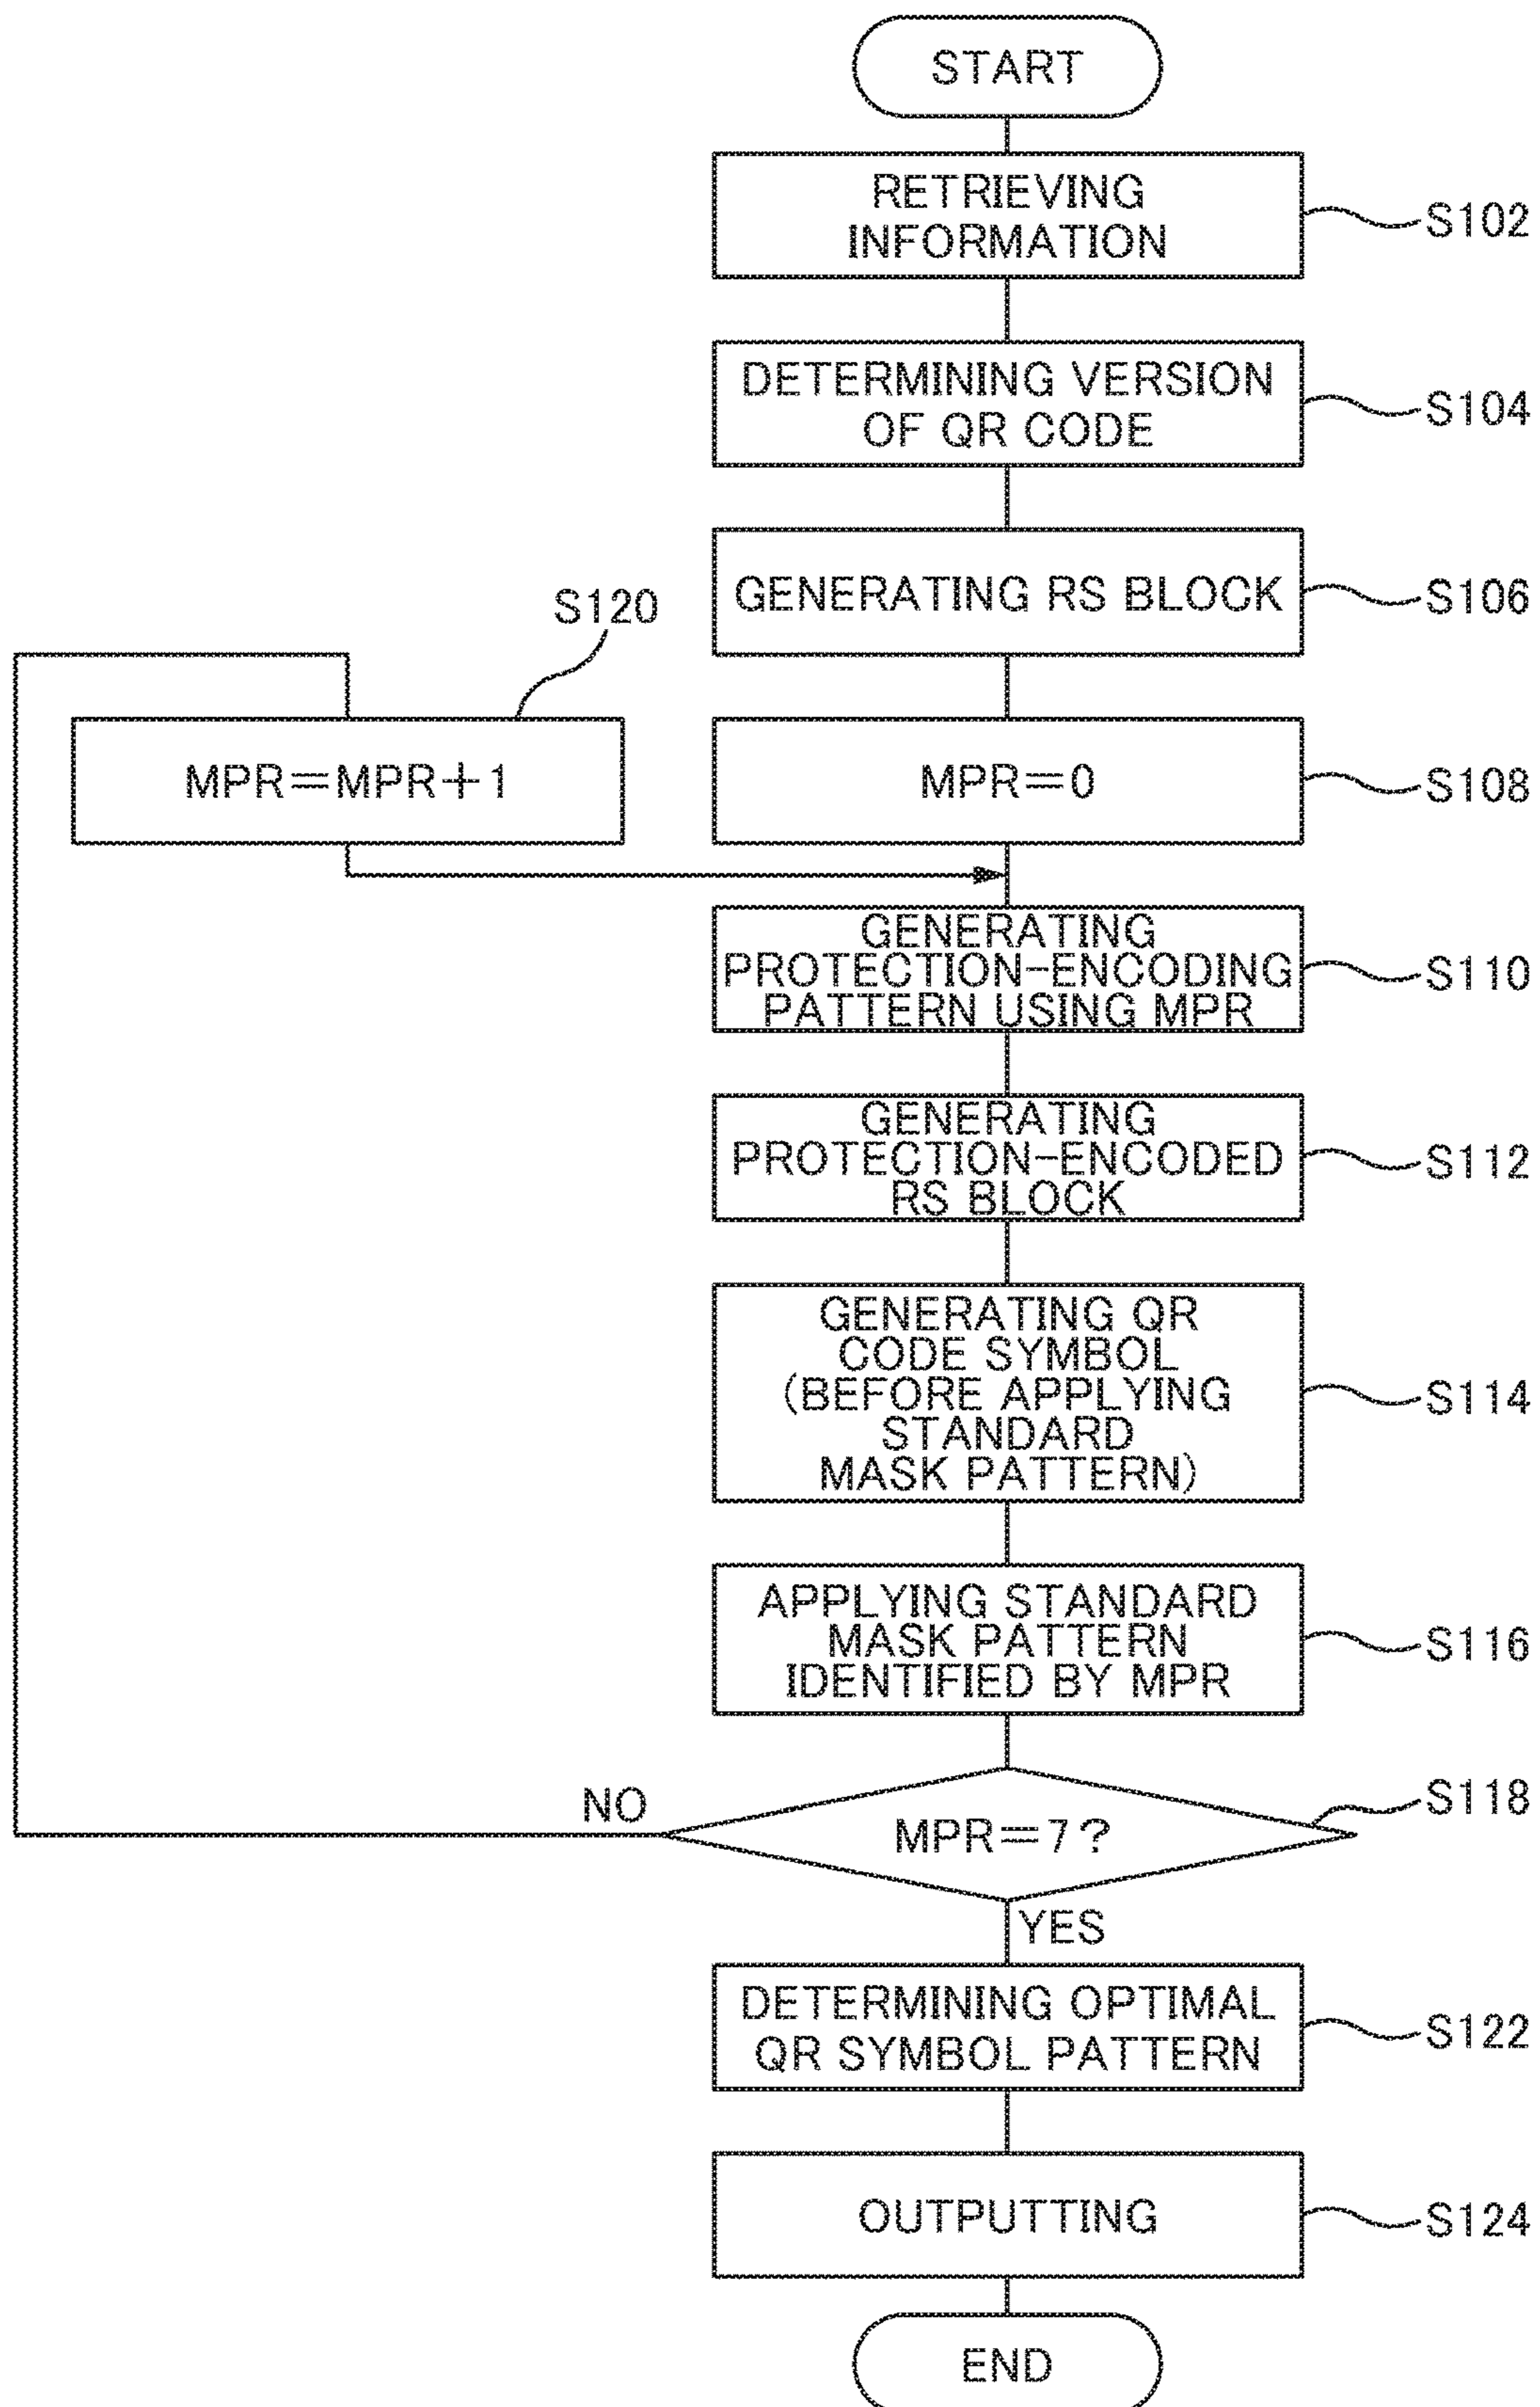 START
RETRIEVING
INFORMATION
S102
DETERMINING VERSION
OF QR CODE
S104
GENERATING RS BLOCK
S106
S120
MPR=MPR+1
MPR=0
S108
GENERATING
PROTECTION-ENCODING
PATTERN USING MPR
S110
GENERATING
PROTECTION-ENCODED
RS BLOCK
S112
GENERATING QR
CODE SYMBOL
(BEFORE APPLYING
STANDARD
MASK PATTERN)
S114
APPLYING STANDARD
MASK PATTERN
IDENTIFIED BY MPR
S116
NO
MPR=7?
S118
YES
DETERMINING OPTIMAL
QR SYMBOL PATTERN
S122
OUTPUTTING
S124
END